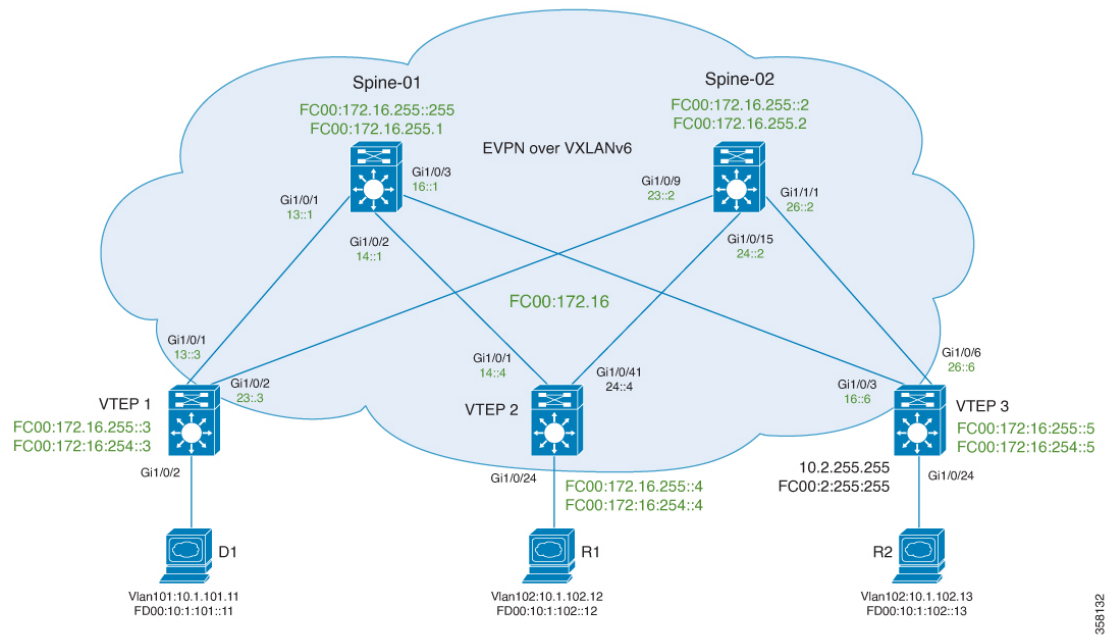 Spine-01
FC00:172.16.255::255
FC00:172.16.255.1
Spine-02
FC00:172.16.255::2
FC00:172.16.255.2
EVPN over VXLANv6
Gi1/0/3
16::1
Gi1/0/1
13::1
Gi1/0/2
14::1
Gi1/0/9
23::2
Gi1/1/1
26::2
Gi1/0/15
24::2
FC00:172.16
Gi1/0/1
13::3
Gi1/0/2
23::3
VTEP 1
FC00:172.16.255::3
FC00:172:16:254::3
Gi1/0/2
Gi1/0/1
14::4
Gi1/0/41
24::4
VTEP 2
Gi1/0/24
FC00:172.16.255::4
FC00:172:16:254::4
Gi1/0/6
26::6
Gi1/0/3
16::6
VTEP 3
FC00:172:16:255::5
FC00:172:16:254::5
10.2.255.255
FC00:2:255:255
Gi1/0/24
D1
Vlan101:10.1.101.11
FD00:10:1:101::11
R1
Vlan102:10.1.102.12
FD00:10:1:102::12
R2
Vlan102:10.1.102.13
FD00:10:1:102::13
358132